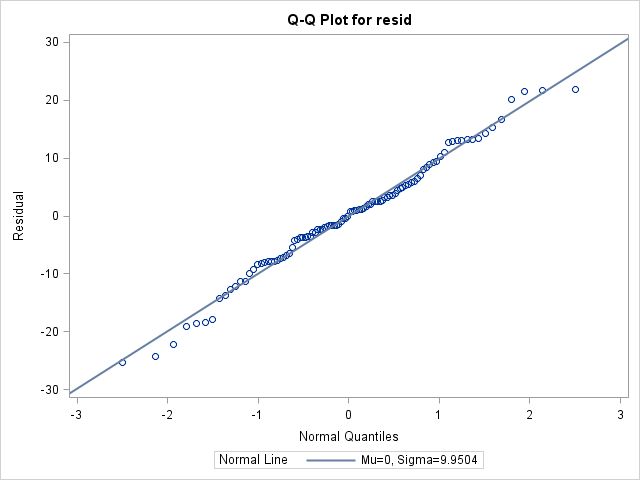 Q-Q Plot for resid
30
20
10
0
-10
-20
-30
Residual
-3
-2
-1
0
1
2
3
Normal Quantiles
Normal Line
Mu=0, Sigma=9.9504